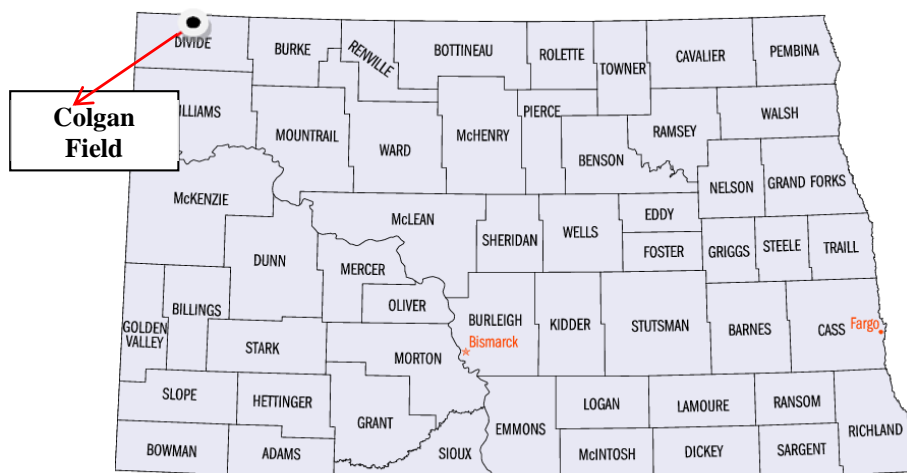 DIVIDE
BURKE
RENVILLE
BOTTINEAU
ROLETTE
TOWNER
CAVALIER
PEMBINA
Colgan
Field
ILLIAMS
MOUNTRAIL
WARD
McHENRY
PIERCE
BENSON
RAMSEY
WALSH
NELSON
GRAND FORKS
McKENZIE
McLEAN
SHERIDAN
WELLS
EDDY
FOSTER
GRIGGS
STEELE
TRAILL
DUNN
MERCER
OLIVER
BILLINGS
GOLDEN
VALLEY
STARK
MORTON
BURLEIGH
Bismarck
KIDDER
STUTSMAN
BARNES
CASS
Fargo
SLOPE
HETTINGER
GRANT
EMMONS
LOGAN
LAMOURE
RANSOM
RICHLAND
BOWMAN
ADAMS
SIOUX
McINTOSH
DICKEY
SARGENT